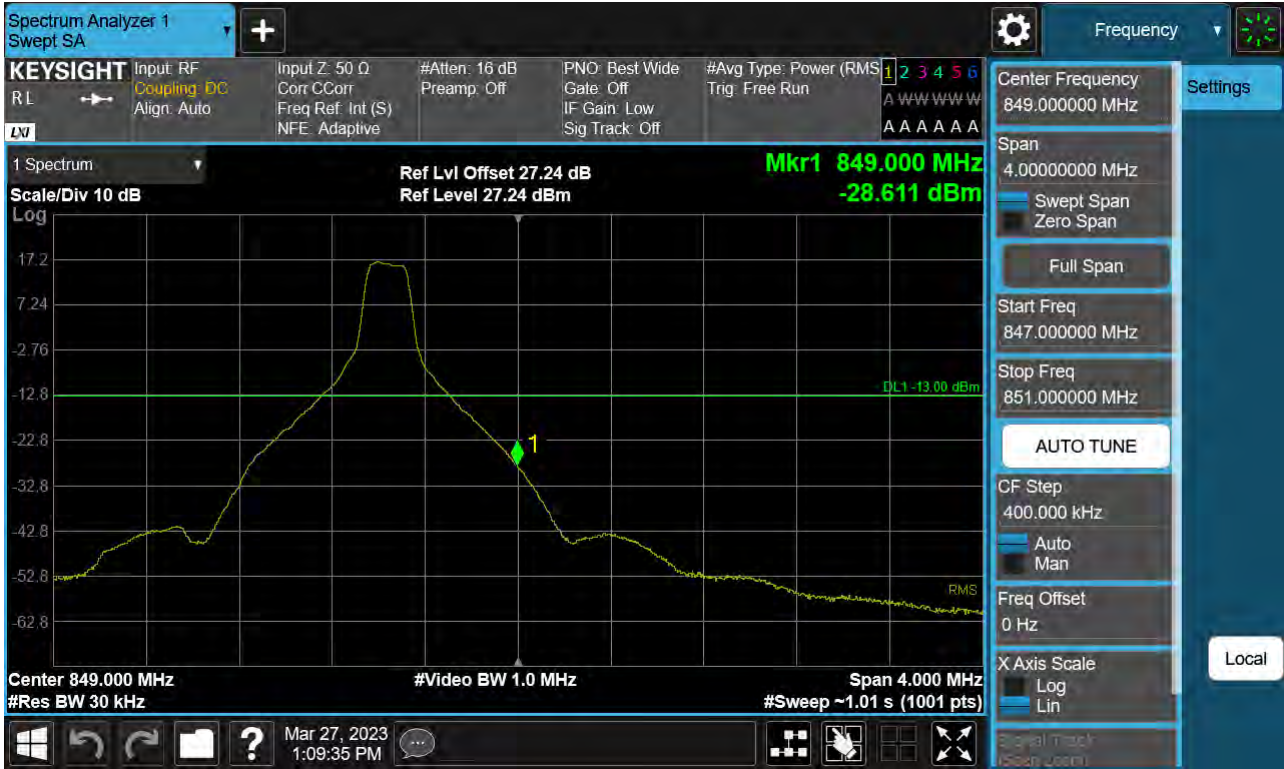 Spectrum Analyzer 1
Swept SA
+
Frequency
KEYSIGHT
RL
LXI
Input: RF
Coupling: DC
Align: Auto
Input Z: 50 Ω
Corr CCorr
Freq Ref: Int (S)
NFE: Adaptive
#Atten: 16 dB
Preamp: Off
PNO: Best Wide
Gate: Off
IF Gain: Low
Sig Track: Off
#Avg Type: Power (RMS
Trig: Free Run
1 2 3 4 5 6
A W W W W W
A A A A A A
1 Spectrum
Scale/Div 10 dB
Log
Ref Lvl Offset 27.24 dB
Ref Level 27.24 dBm
Mkr1 849.000 MHz
-28.611 dBm
17.2
7.24
-2.76
-12.8
-22.8
-32.8
-42.8
-52.8
-62.8
DL1 -13.00 dBm
1
RMS
Center 849.000 MHz
#Res BW 30 kHz
#Video BW 1.0 MHz
Span 4.000 MHz
#Sweep ~1.01 s (1001 pts)
Center Frequency
849.000000 MHz
Span
4.00000000 MHz
Swept Span
Zero Span
Full Span
Start Freq
847.000000 MHz
Stop Freq
851.000000 MHz
AUTO TUNE
CF Step
400.000 kHz
Auto
Man
Freq Offset
0 Hz
X Axis Scale
Log
Lin
Signal Track
(Span Zoom)
Settings
Local
?
Mar 27, 2023
1:09:35 PM